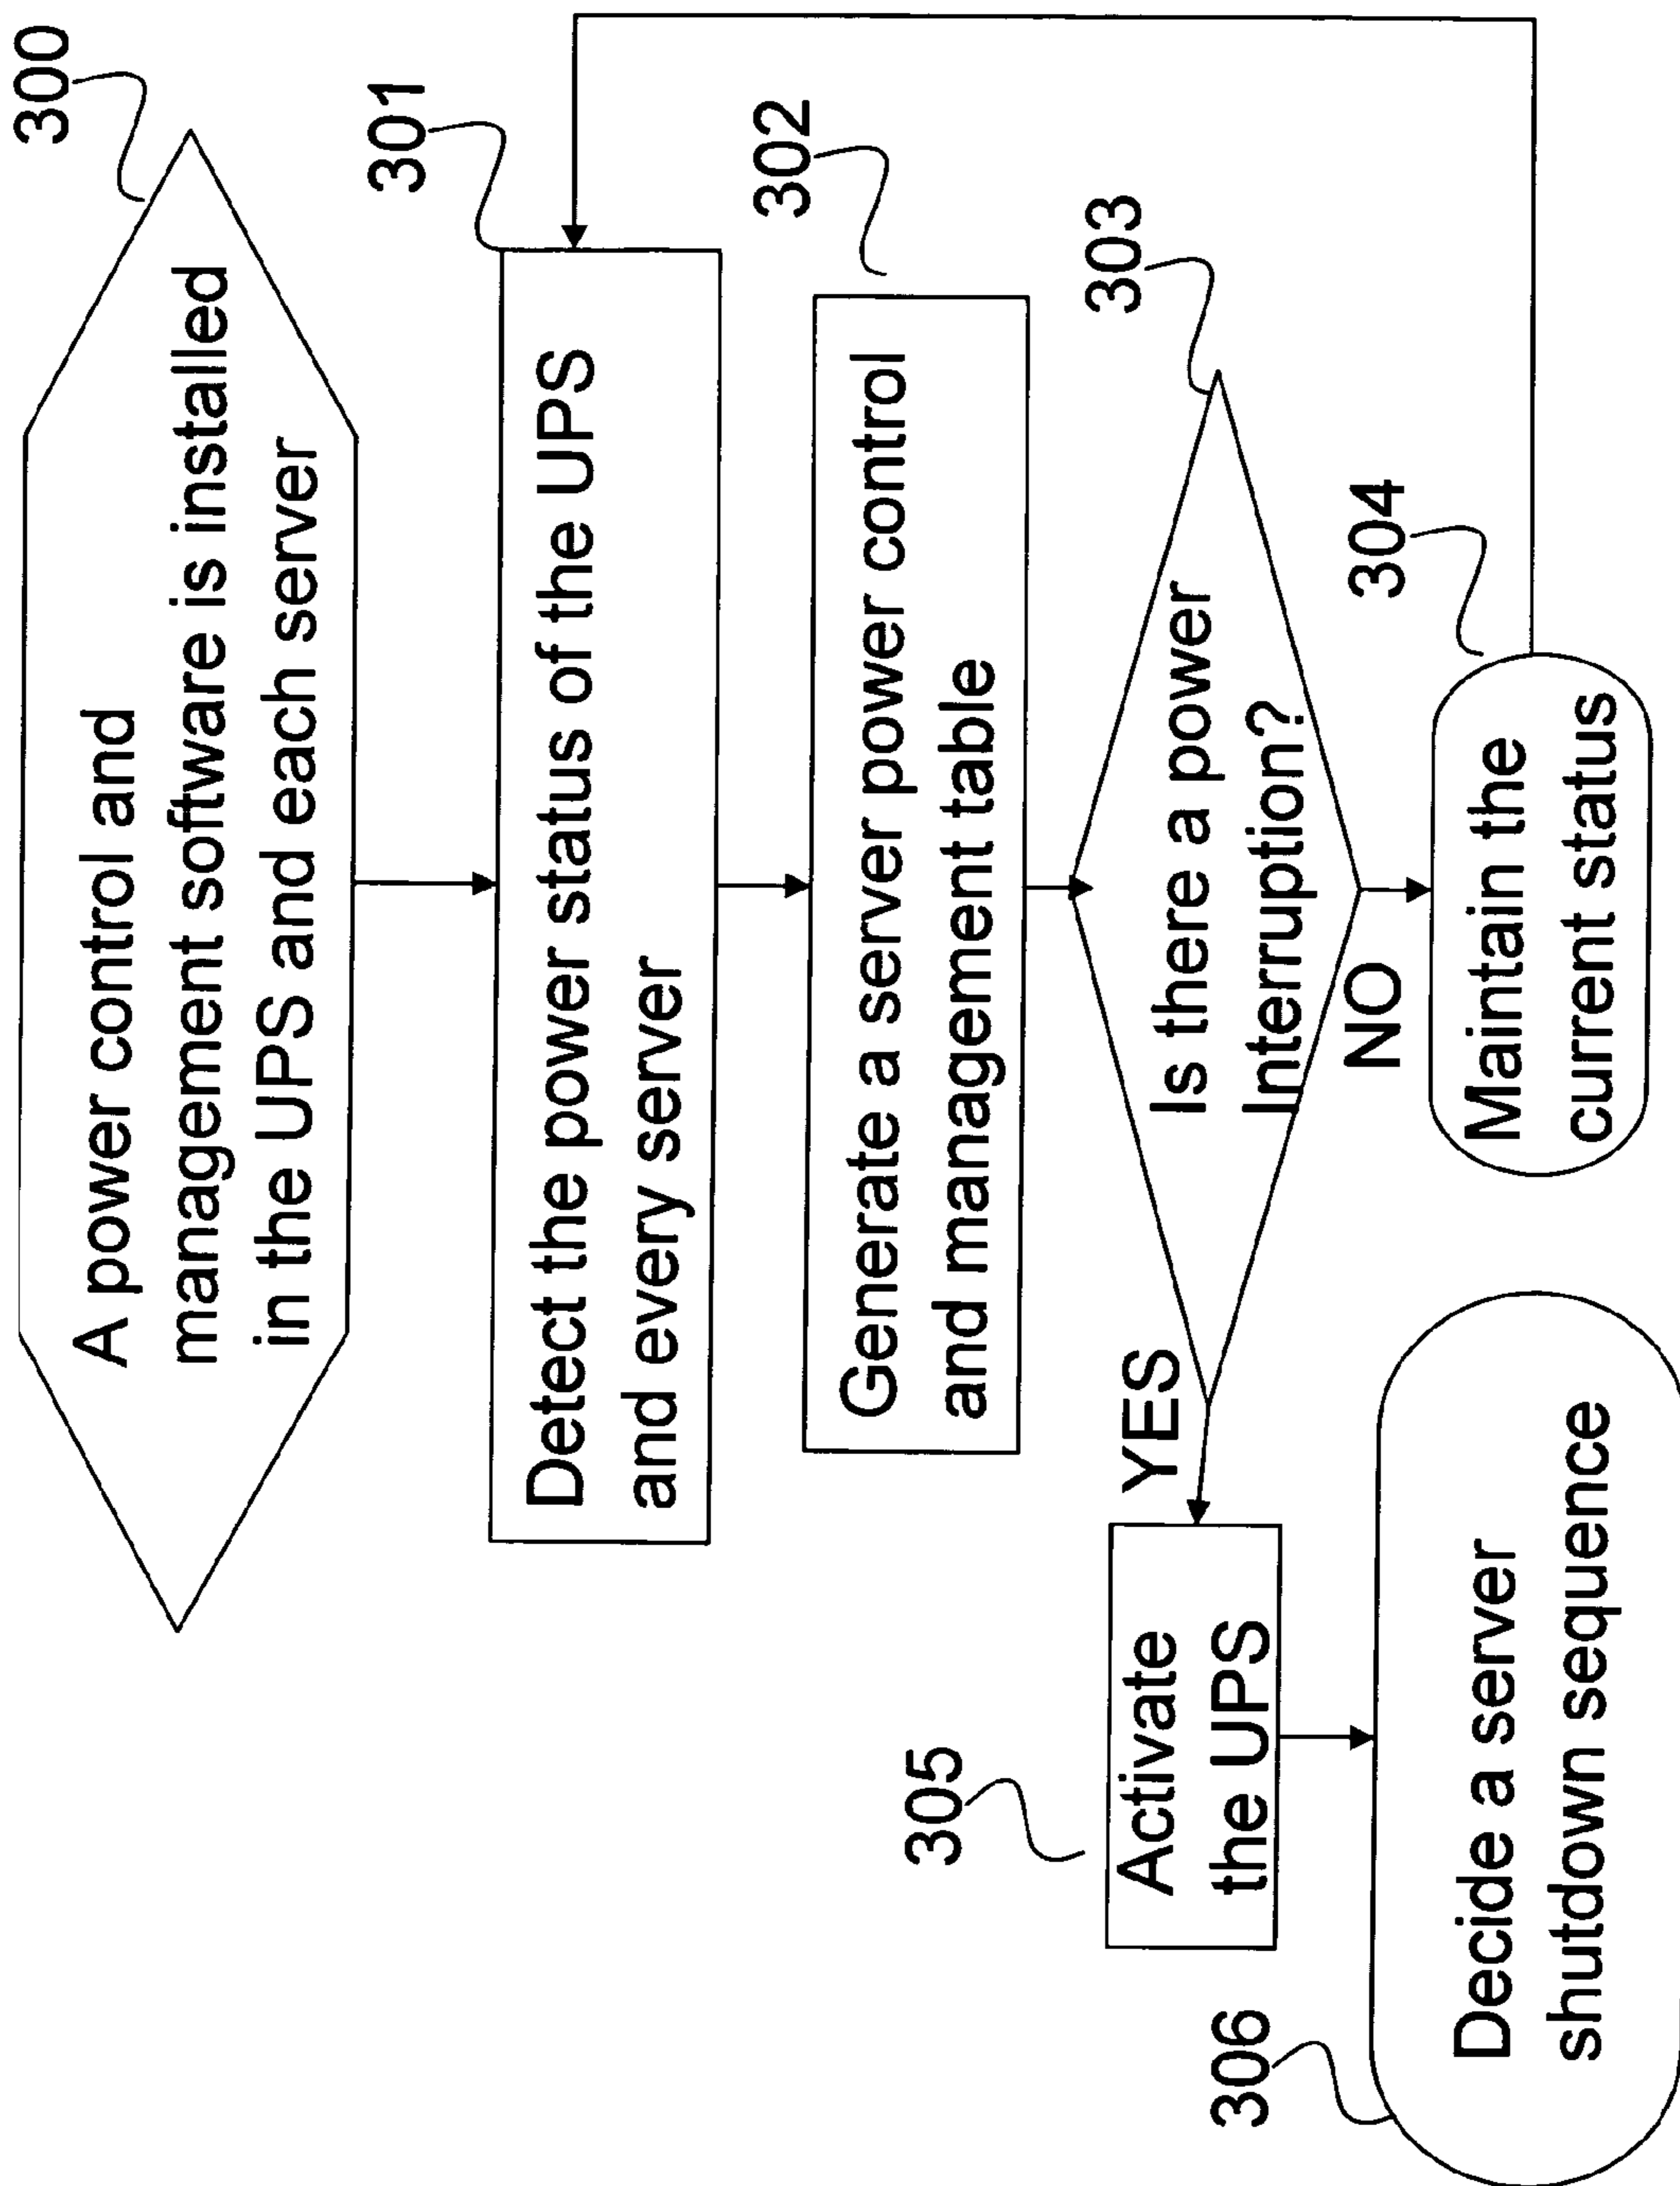 300
A power control and
management software is installed
in the UPS and each server
301
Detect the power status of the UPS
and every server
302
Generate a server power control
and management table
303
Is there a power
Interruption?
YES
NO
304
Maintain the
current status
305
Activate
the UPS
306
Decide a server
shutdown sequence